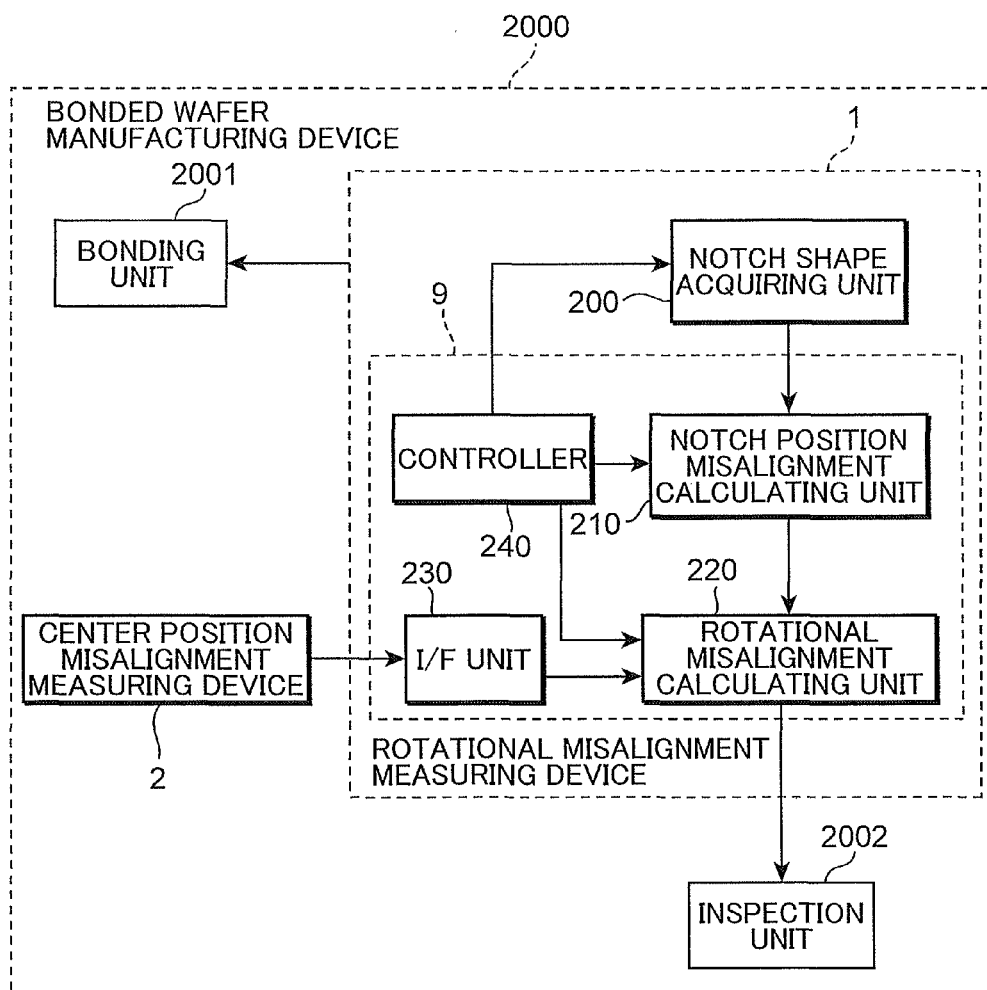 2000
BONDED WAFER
MANUFACTURING DEVICE
1
2001
BONDING
UNIT
NOTCH SHAPE
ACQUIRING UNIT
200
9
CONTROLLER
240
NOTCH POSITION
MISALIGNMENT
CALCULATING UNIT
210
230
220
CENTER POSITION
MISALIGNMENT
MEASURING DEVICE
2
I/F UNIT
ROTATIONAL
MISALIGNMENT
CALCULATING UNIT
ROTATIONAL MISALIGNMENT
MEASURING DEVICE
2002
INSPECTION
UNIT